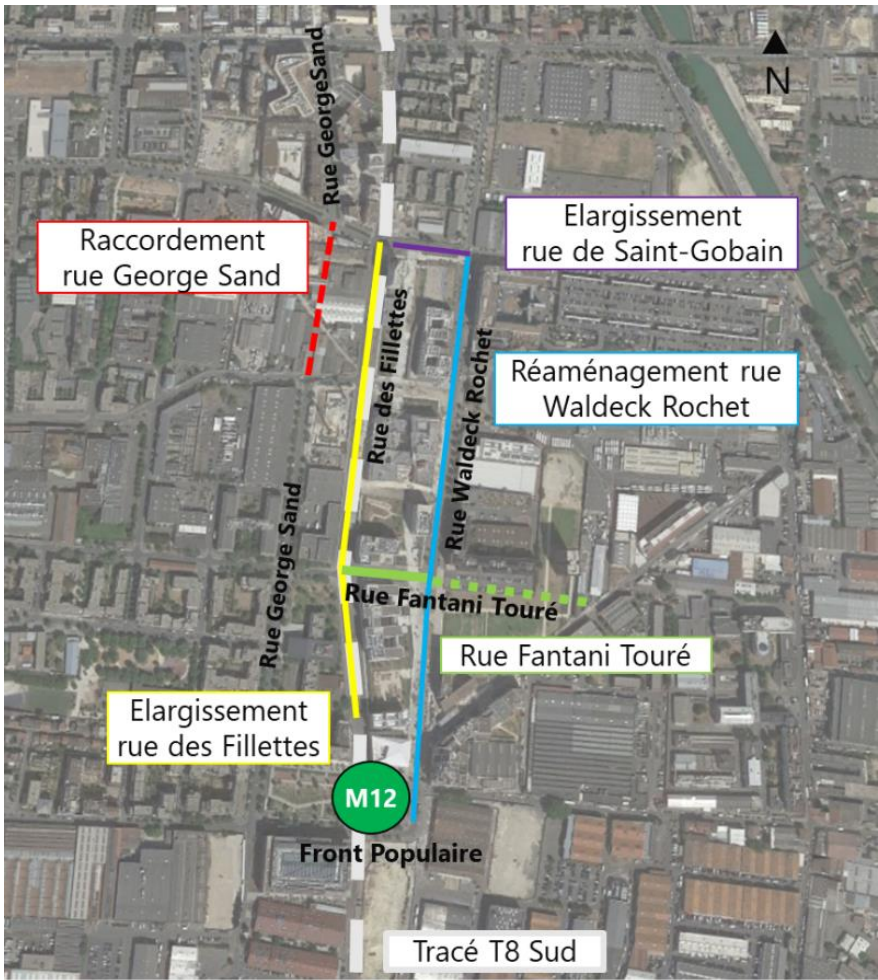 N
Rue GeorgeSand
Raccordement
rue George Sand
Elargissement
rue de Saint-Gobain
Rue des Fillettes
Réaménagement rue
Waldeck Rochet
Rue Waldeck Rochet
Rue George Sand
Rue Fantani Touré
Rue Fantani Touré
Elargissement
rue des Fillettes
M12
Front Populaire
Tracé T8 Sud